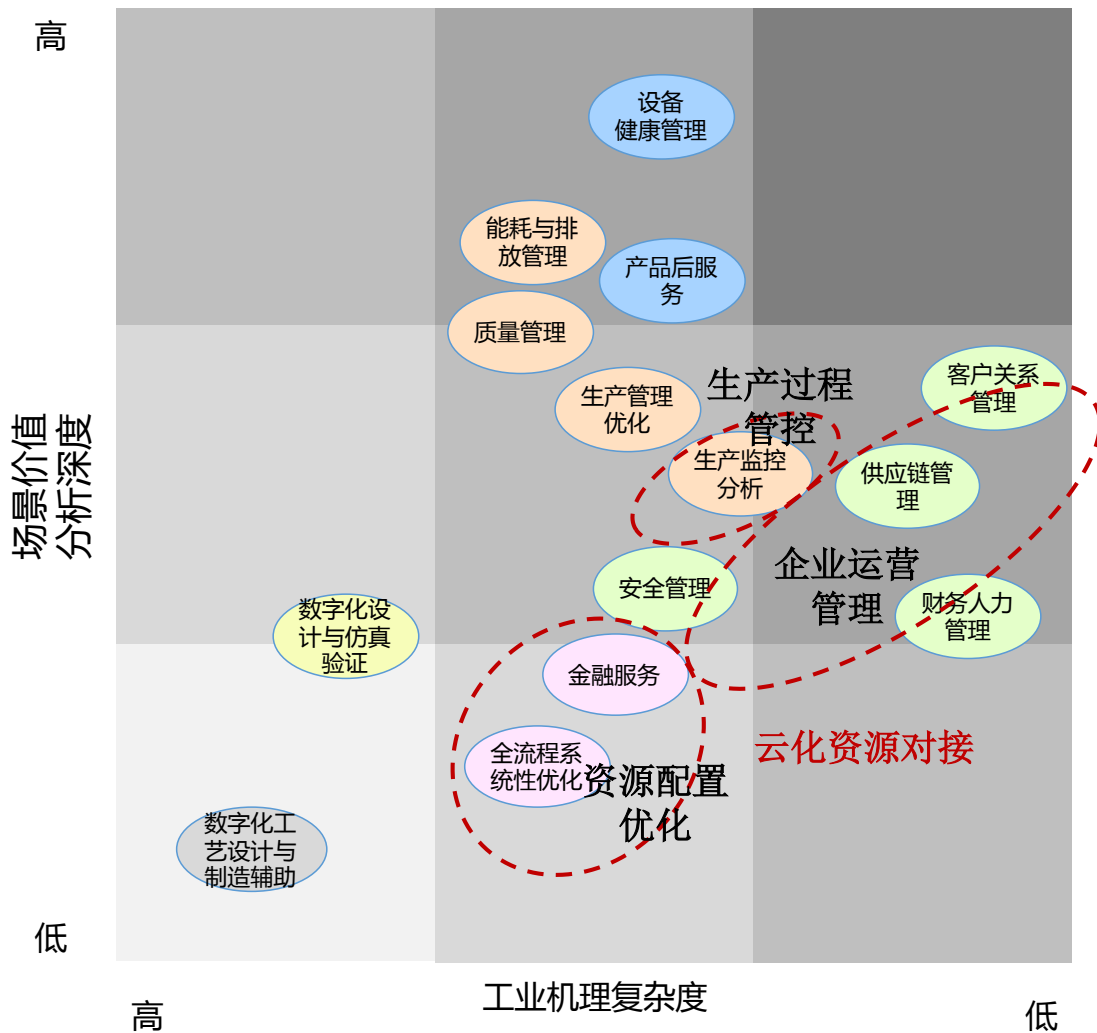 高
设备
健康管理
能耗与排
放管理
产品后服
务
质量管理
生产过程
管控
客户关系
管理
生产管理
优化
场景价值
分析深度
生产监控
分析
供应链管
理
企业运营
管理
安全管理
财务人力
管理
数字化设
计与仿真
验证
金融服务
云化资源对接
全流程系
统性优化
资源配置
优化
数字化工
艺设计与
制造辅助
低
工业机理复杂度
高
低